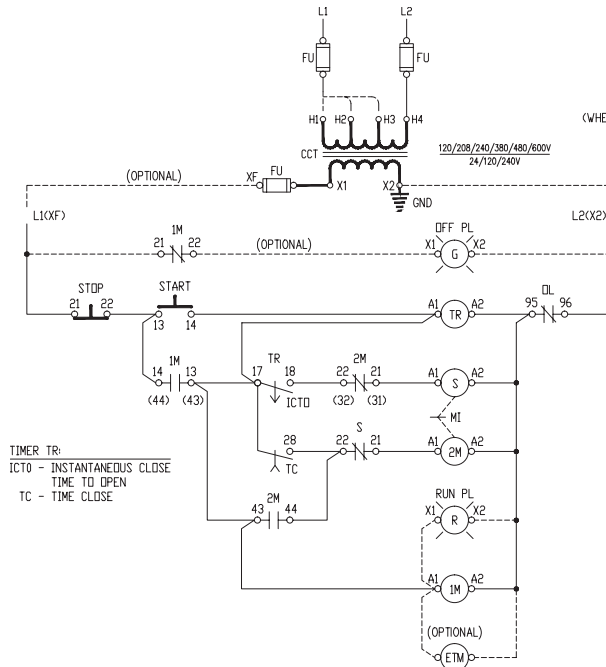 L1 L2
FU FU
H1 H2 H3 H4
(WHE
CCT
120/208/240/380/480/600V
24/120/240V
(OPTIONAL) XF FU X1 X2
GND
L1(XF) L2(X2)
1M OFF PL
21 22 (OPTIONAL) X1 G X2
STOP START OL
21 22 13 14 A1 TR A2 95 96
1M TR 2M
14 13 17 18 22 21 A1 S A2
(44) (43) ICTO (32) (31)
MI
S
28 22 21 A1 2M A2
TC
TIMER TR:
ICTO - INSTANTANEOUS CLOSE
TIME TO OPEN
TC - TIME CLOSE
2M RUN PL
43 44 X1 R X2
A1 1M A2
(OPTIONAL)
ETM